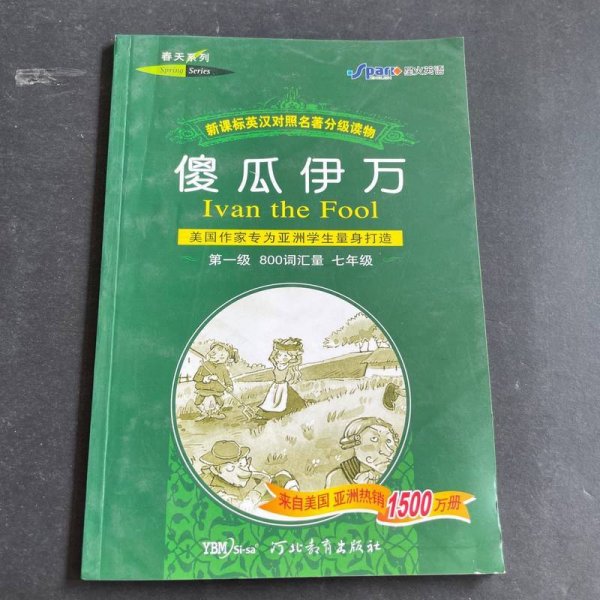 春天系列
Spring Series
Spark 星火英语
新课标英汉对照名著分级读物
傻瓜伊万
Ivan the Fool
美国作家专为亚洲学生量身打造
第一级 800词汇量 七年级
来自美国 亚洲热销1500万册
YBM Si-sa 河北教育出版社